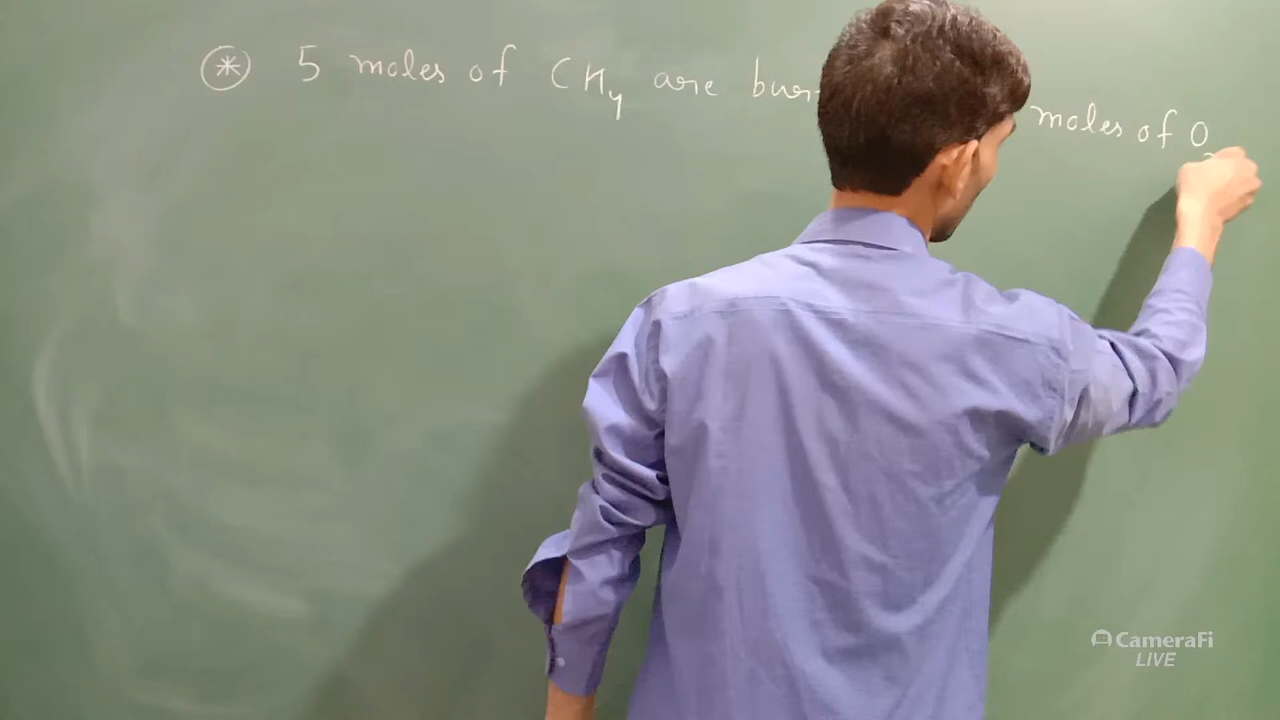 * 5 moles of CH₄ are bur moles of O₂
CameraFi
LIVE